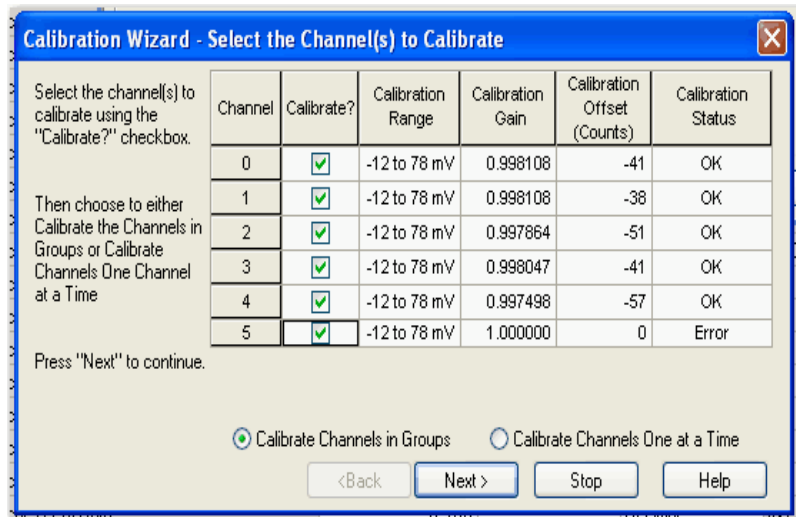 Calibration Wizard - Select the Channel(s) to Calibrate
Select the channel(s) to
calibrate using the
"Calibrate?" checkbox.
Then choose to either
Calibrate the Channels in
Groups or Calibrate
Channels One Channel
at a Time
Press "Next" to continue.
Channel Calibrate? Calibration Range Calibration Gain Calibration Offset (Counts) Calibration Status
0 -12 to 78 mV 0.998108 -41 OK
1 -12 to 78 mV 0.998108 -38 OK
2 -12 to 78 mV 0.997864 -51 OK
3 -12 to 78 mV 0.998047 -41 OK
4 -12 to 78 mV 0.997498 -57 OK
5 -12 to 78 mV 1.000000 0 Error
Calibrate Channels in Groups Calibrate Channels One at a Time
<Back Next > Stop Help